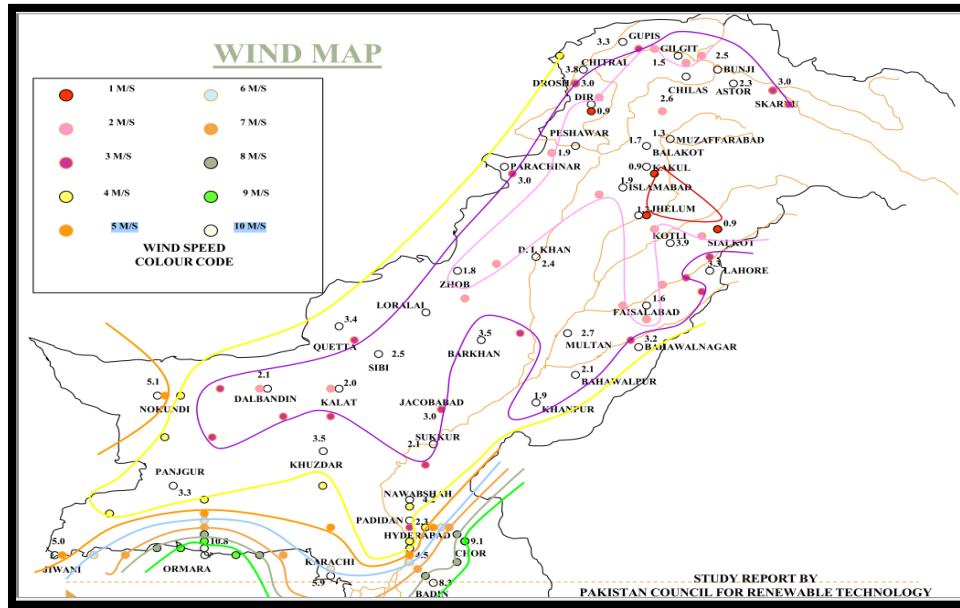 WIND MAP
1 M/S
6 M/S
2 M/S
7 M/S
3 M/S
8 M/S
4 M/S
9 M/S
5 M/S
10 M/S
WIND SPEED
COLOUR CODE
GUPIS
3.3
GILGIT
1.5
2.5
CHITRAL
3.8
BUNJI
DROSH
3.0
CHILAS
ASTOR
2.3
3.0
SKARDU
DIR
0.9
2.6
PESHAWAR
1.9
1.3
MUZAFFARABAD
1.7
BALAKOT
PARACHINAR
3.0
0.9
KAKUL
1.9
ISLAMABAD
JHELUM
0.9
KOTLI
SIALKOT
3.9
D. I. KHAN
2.4
3.3
LAHORE
1.8
ZHOB
LORALAI
1.6
FAISALABAD
3.4
QUETTA
3.5
BARKHAN
2.7
MULTAN
3.2
BAHAWALNAGAR
2.5
SIBI
2.1
BAHAWALPUR
5.1
NOKUNDI
2.1
DALBANDIN
2.0
KALAT
JACOBABAD
3.0
1.9
KHANPUR
2.1
SUKKUR
3.5
KHUZDAR
PANJGUR
3.3
NAWABSHAH
4.2
PADIDAN
2.3
HYDERABAD
CHOR
9.1
5.0
JIWANI
10.8
ORMARA
KARACHI
5.9
8.3
BADIN
STUDY REPORT BY
PAKISTAN COUNCIL FOR RENEWABLE TECHNOLOGY